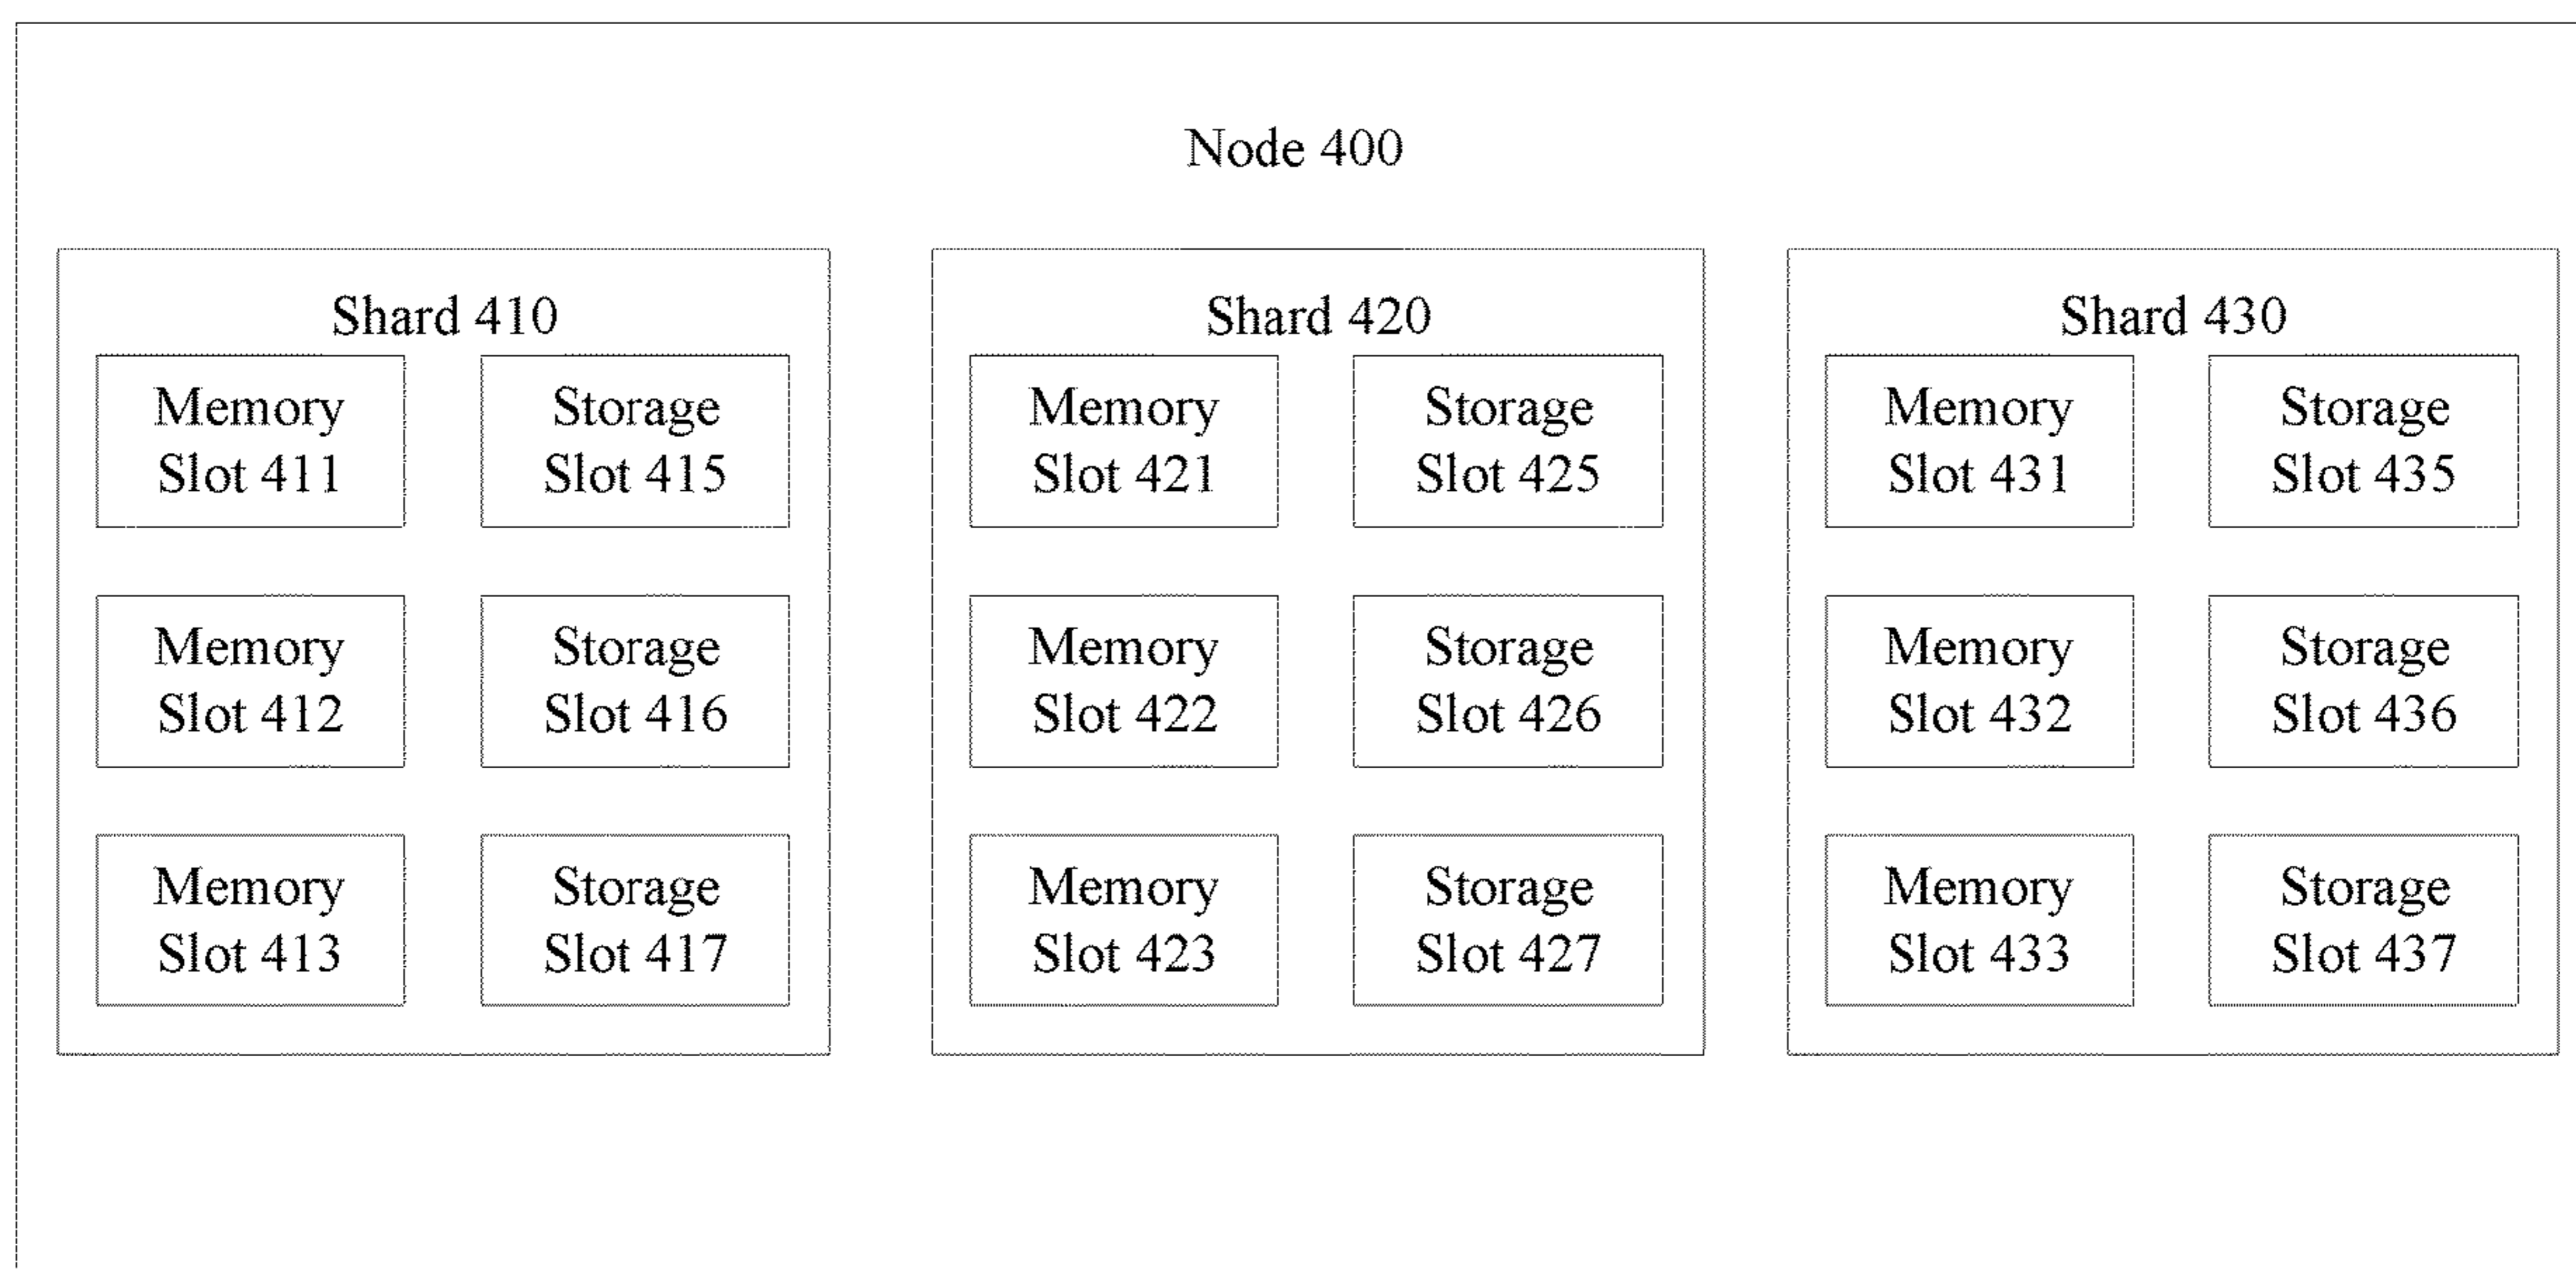 Node 400
Shard 410
Memory
Slot 411
Storage
Slot 415
Memory
Slot 412
Storage
Slot 416
Memory
Slot 413
Storage
Slot 417
Shard 420
Memory
Slot 421
Storage
Slot 425
Memory
Slot 422
Storage
Slot 426
Memory
Slot 423
Storage
Slot 427
Shard 430
Memory
Slot 431
Storage
Slot 435
Memory
Slot 432
Storage
Slot 436
Memory
Slot 433
Storage
Slot 437